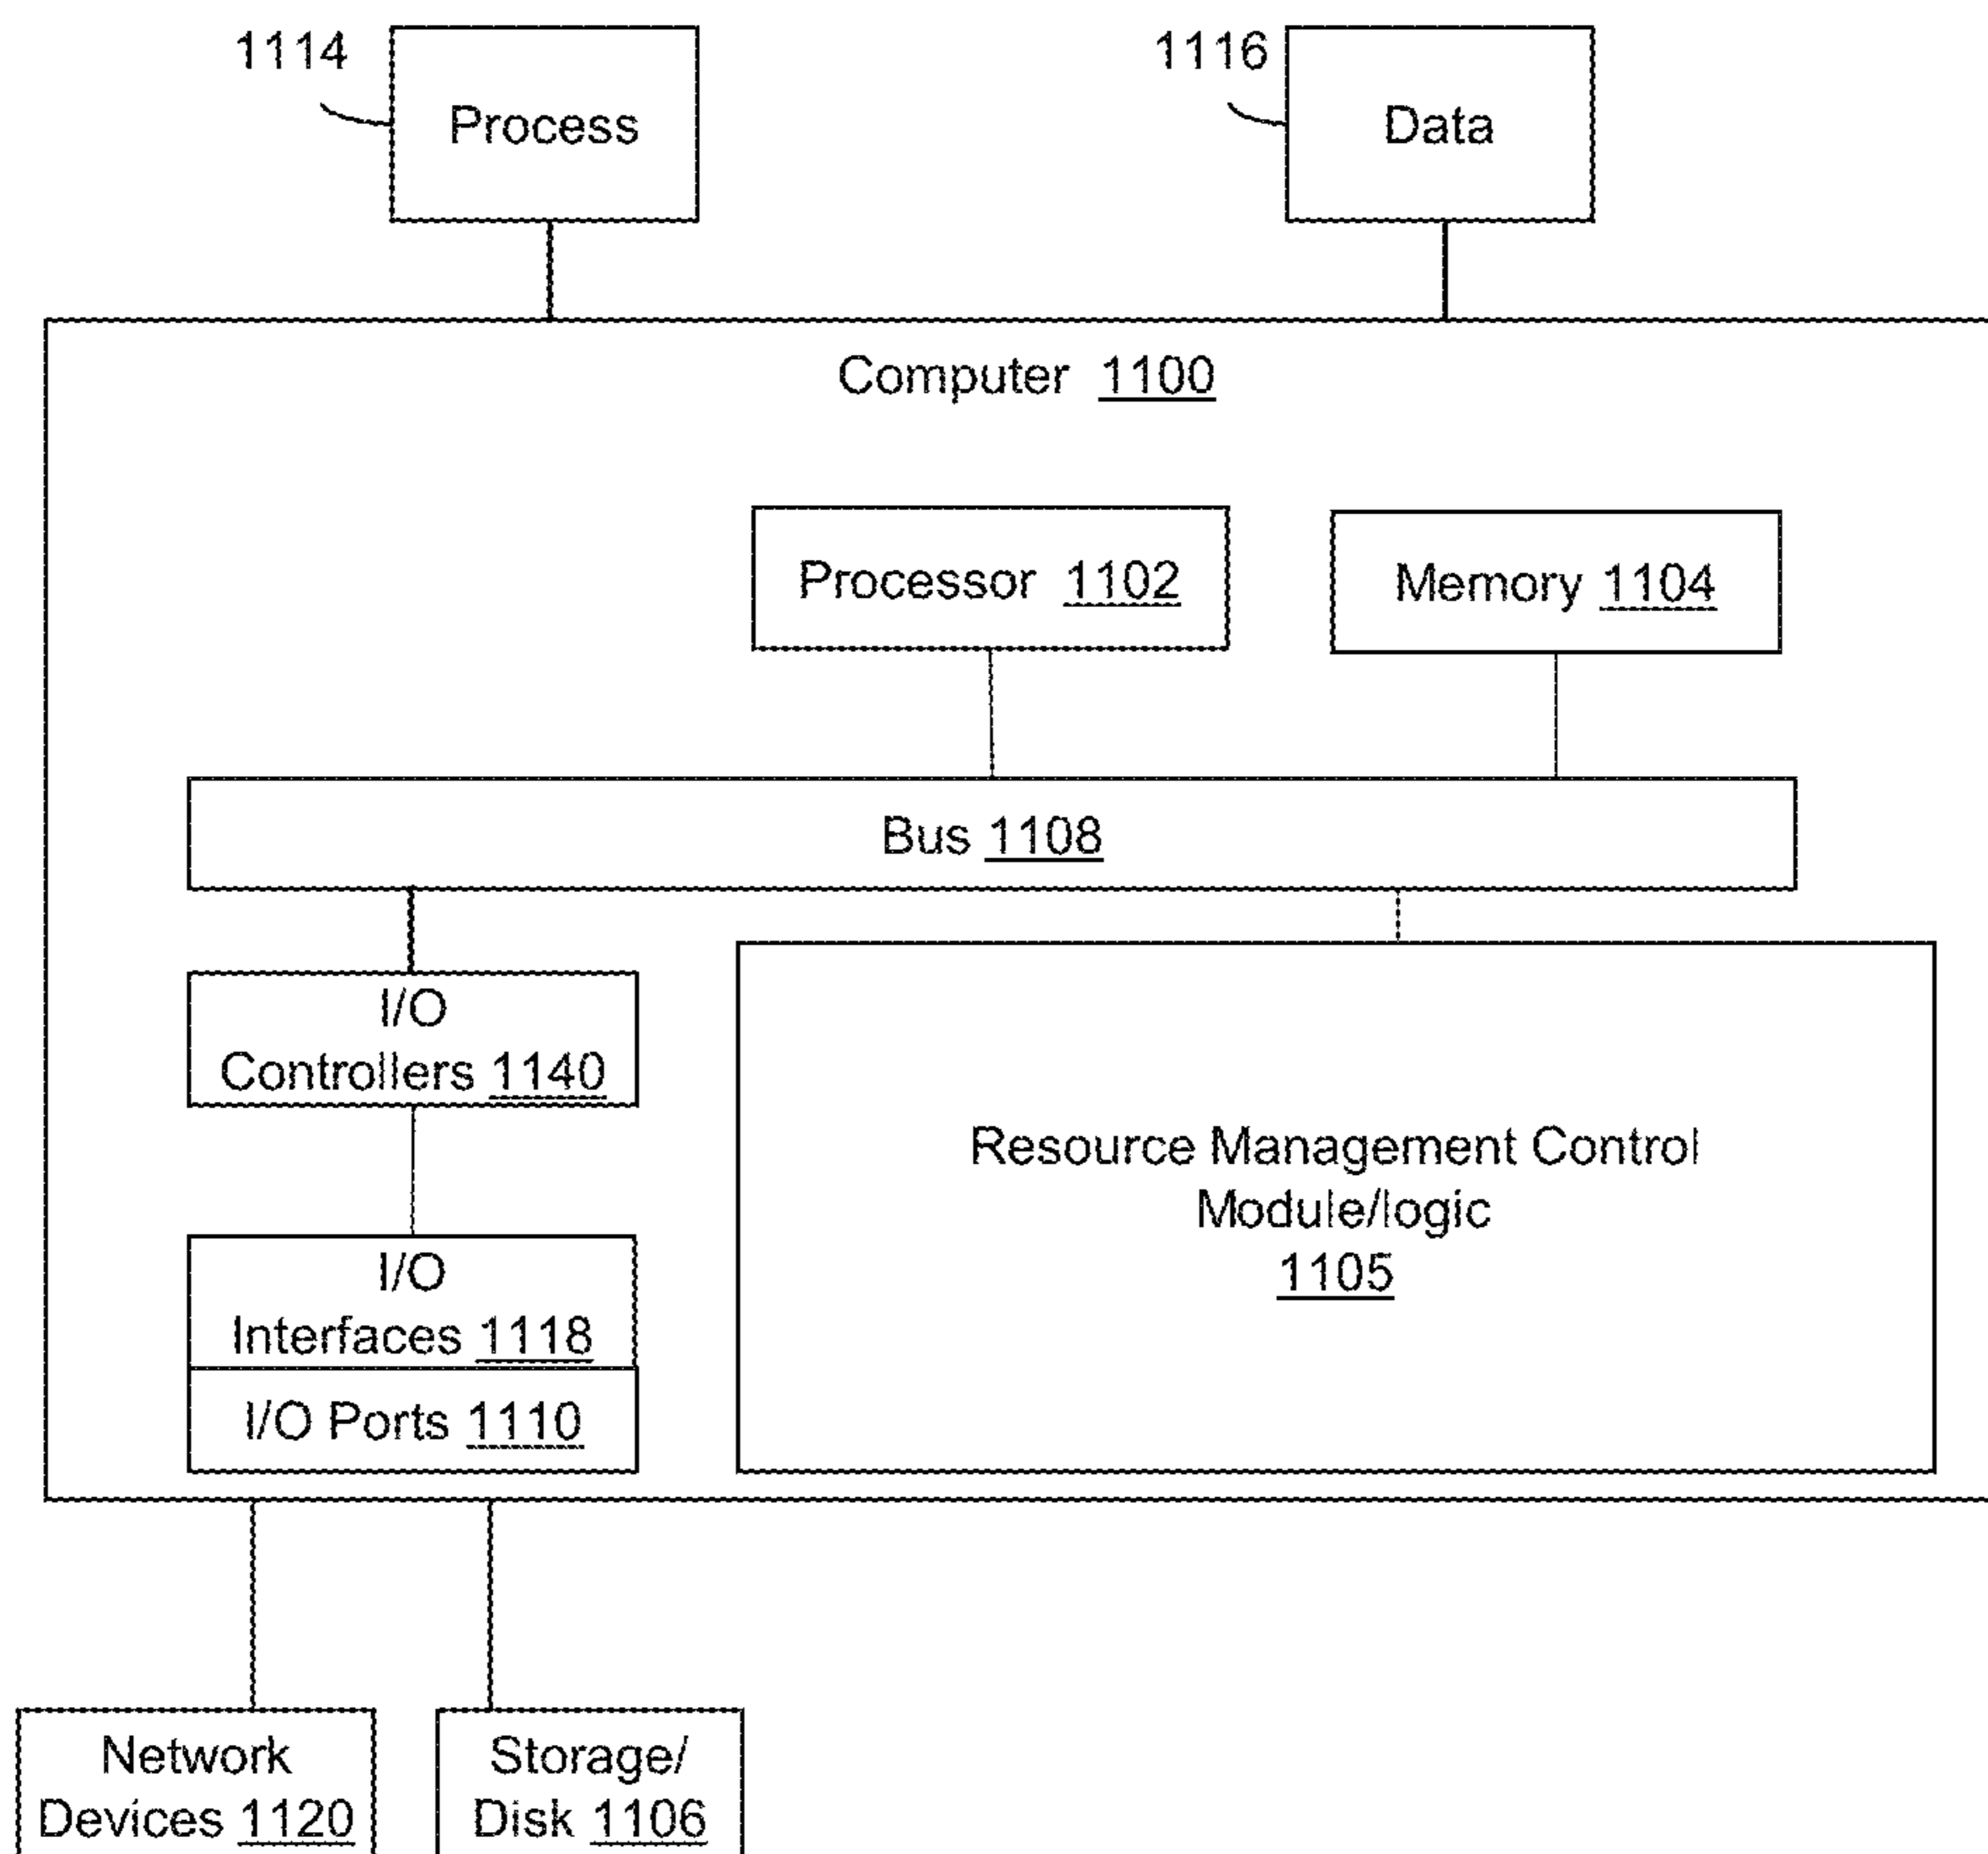 1114
Process
1116
Data
Computer 1100
Processor 1102
Memory 1104
Bus 1108
I/O
Controllers 1140
Resource Management Control
Module/logic
1105
I/O
Interfaces 1118
I/O Ports 1110
Network
Devices 1120
Storage/
Disk 1106